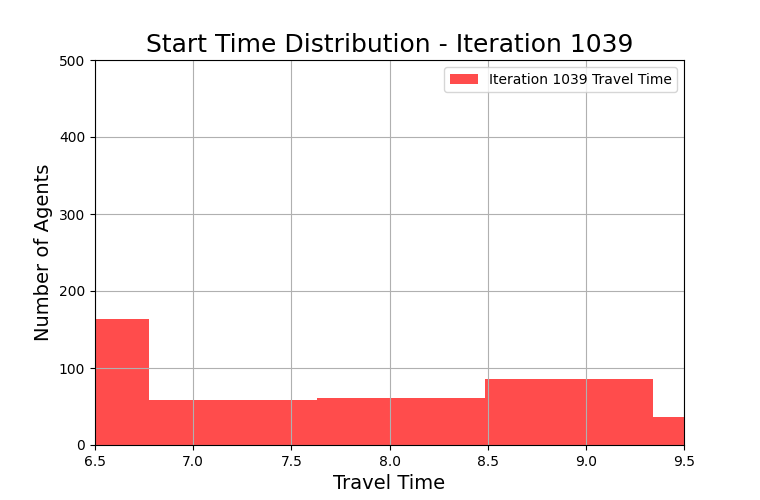 Start Time Distribution - Iteration 1039
Iteration 1039 Travel Time
Number of Agents
500
400
300
200
100
0
6.5 7.0 7.5 8.0 8.5 9.0 9.5
Travel Time